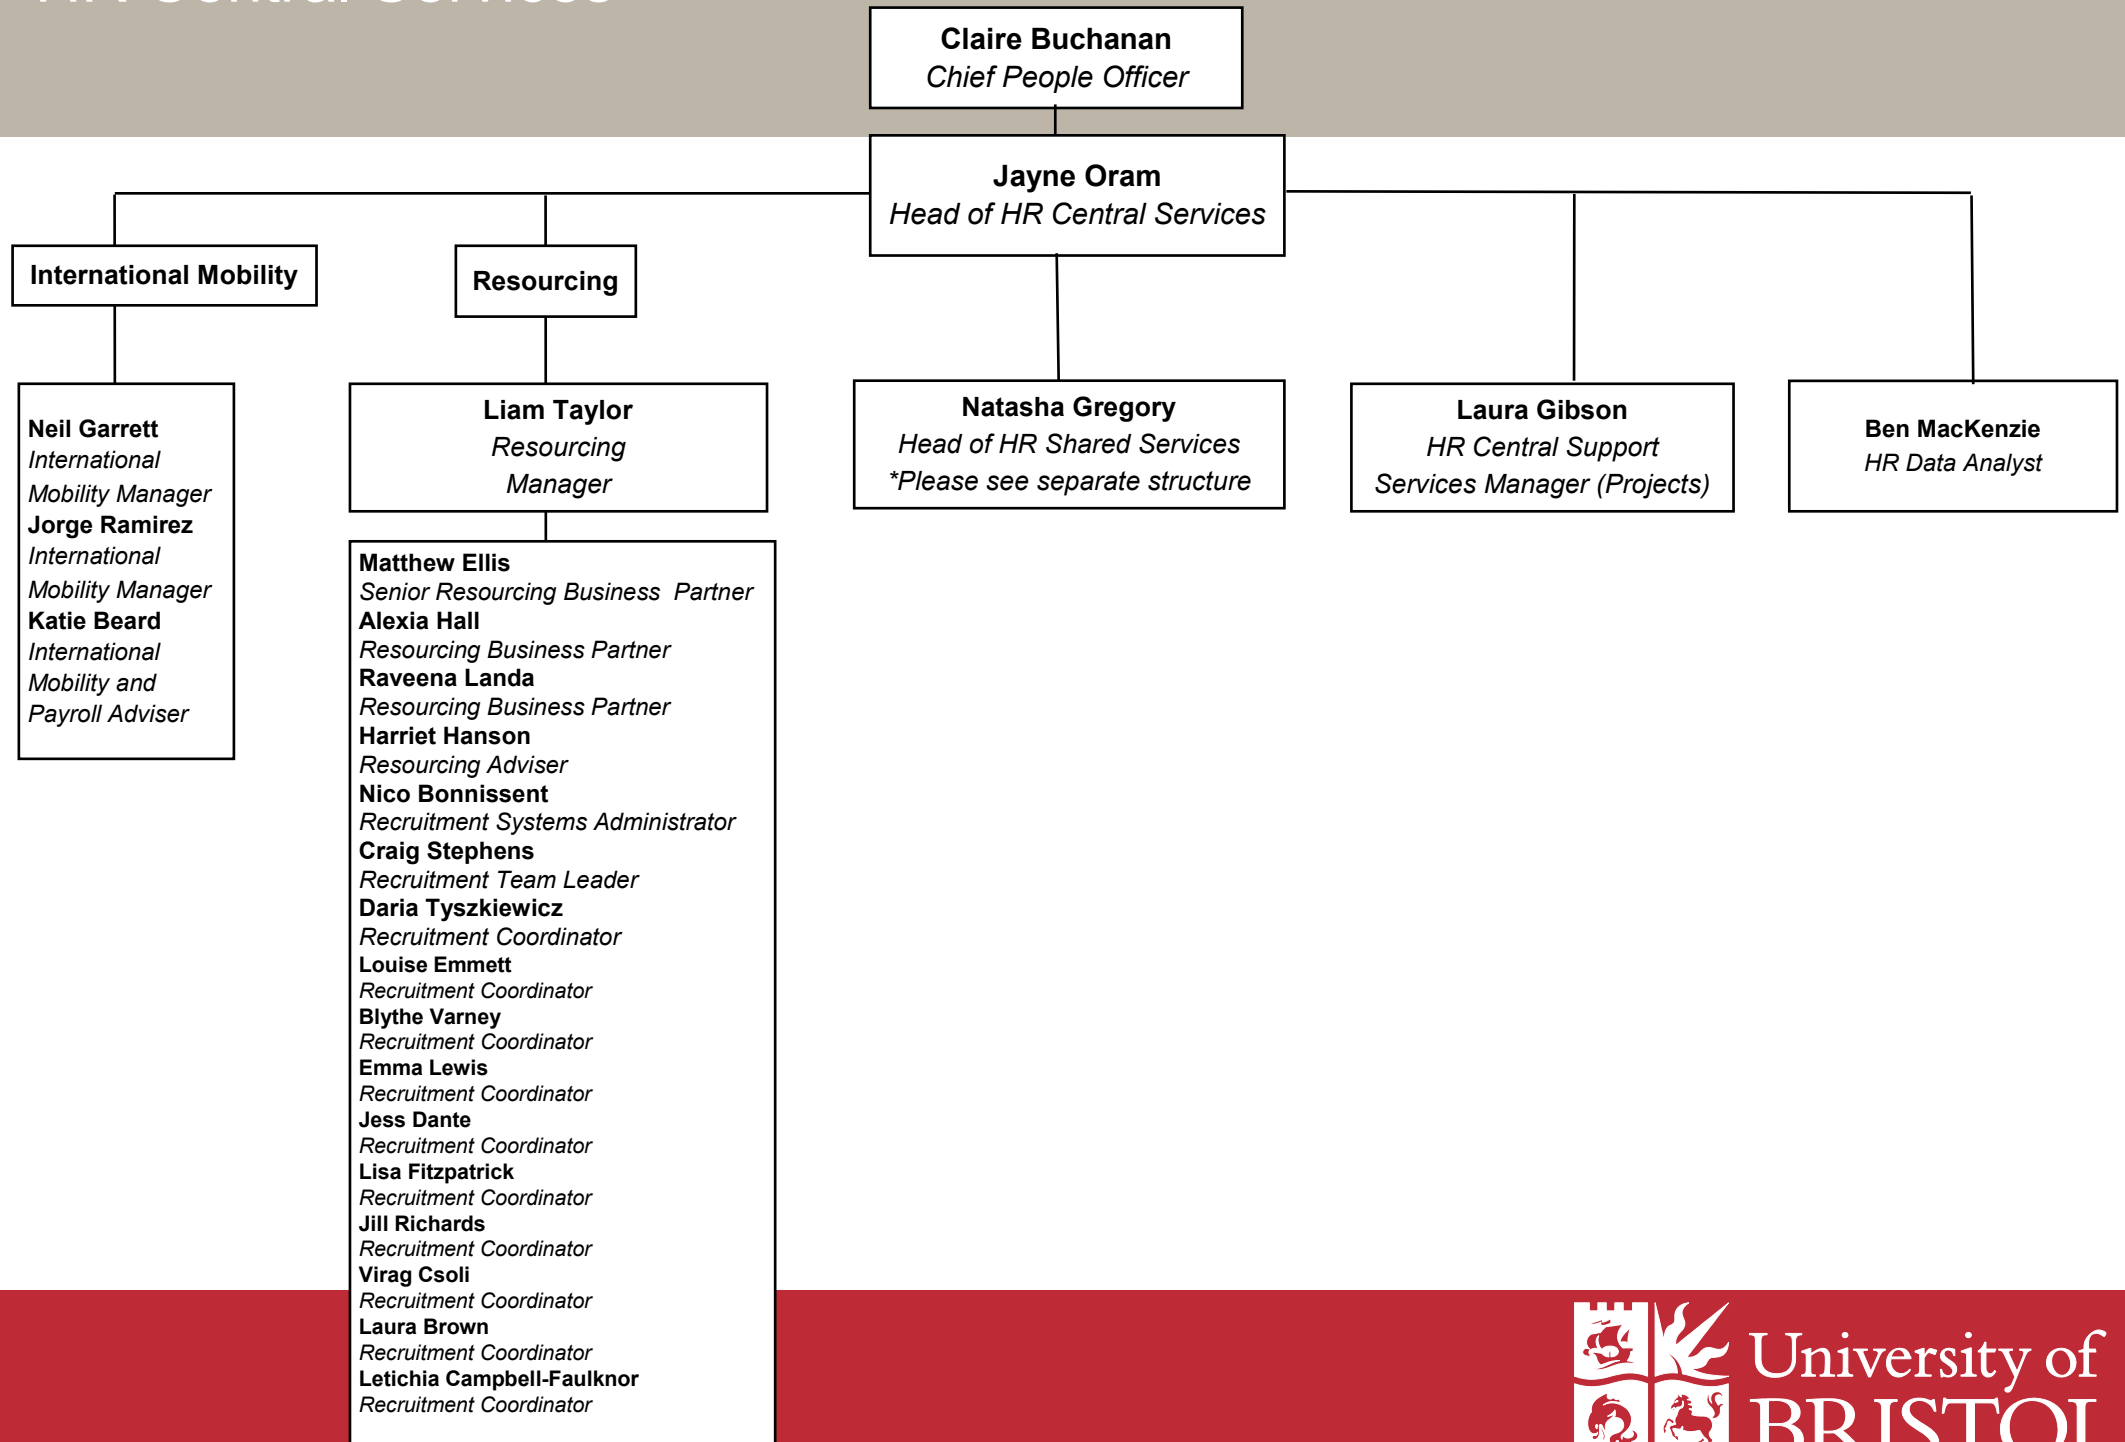 HR Central Services
Claire Buchanan
Chief People Officer
Jayne Oram
Head of HR Central Services
International Mobility
Resourcing
Neil Garrett
International
Mobility Manager
Jorge Ramirez
International
Mobility Manager
Katie Beard
International
Mobility and
Payroll Adviser
Liam Taylor
Resourcing
Manager
Matthew Ellis
Senior Resourcing Business Partner
Alexia Hall
Resourcing Business Partner
Raveena Landa
Resourcing Business Partner
Harriet Hanson
Resourcing Adviser
Nico Bonnissent
Recruitment Systems Administrator
Craig Stephens
Recruitment Team Leader
Daria Tyszkiewicz
Recruitment Coordinator
Louise Emmett
Recruitment Coordinator
Blythe Varney
Recruitment Coordinator
Emma Lewis
Recruitment Coordinator
Jess Dante
Recruitment Coordinator
Lisa Fitzpatrick
Recruitment Coordinator
Jill Richards
Recruitment Coordinator
Virag Csoli
Recruitment Coordinator
Laura Brown
Recruitment Coordinator
Letichia Campbell-Faulknor
Recruitment Coordinator
Natasha Gregory
Head of HR Shared Services
*Please see separate structure
Laura Gibson
HR Central Support
Services Manager (Projects)
Ben MacKenzie
HR Data Analyst
University of
BRISTOL